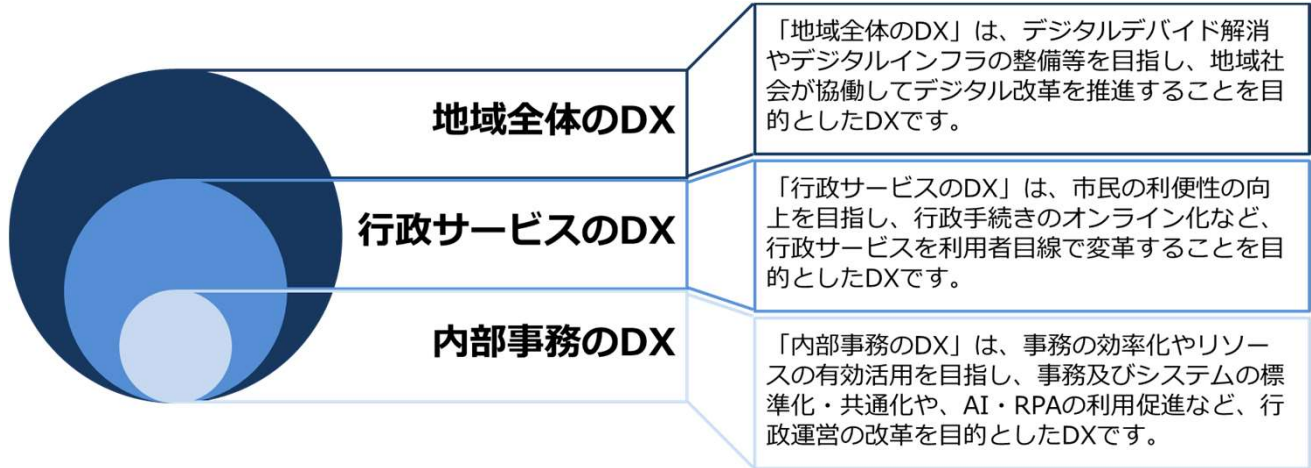 地域全体のDX
「地域全体のDX」は、デジタルデバイド解消
やデジタルインフラの整備等を目指し、地域社
会が協働してデジタル改革を推進することを目
的としたDXです。
行政サービスのDX
「行政サービスのDX」は、市民の利便性の向
上を目指し、行政手続きのオンライン化など、
行政サービスを利用者目線で変革することを目
的としたDXです。
内部事務のDX
「内部事務のDX」は、事務の効率化やリソー
スの有効活用を目指し、事務及びシステムの標
準化・共通化や、AI・RPAの利用促進など、行
政運営の改革を目的としたDXです。